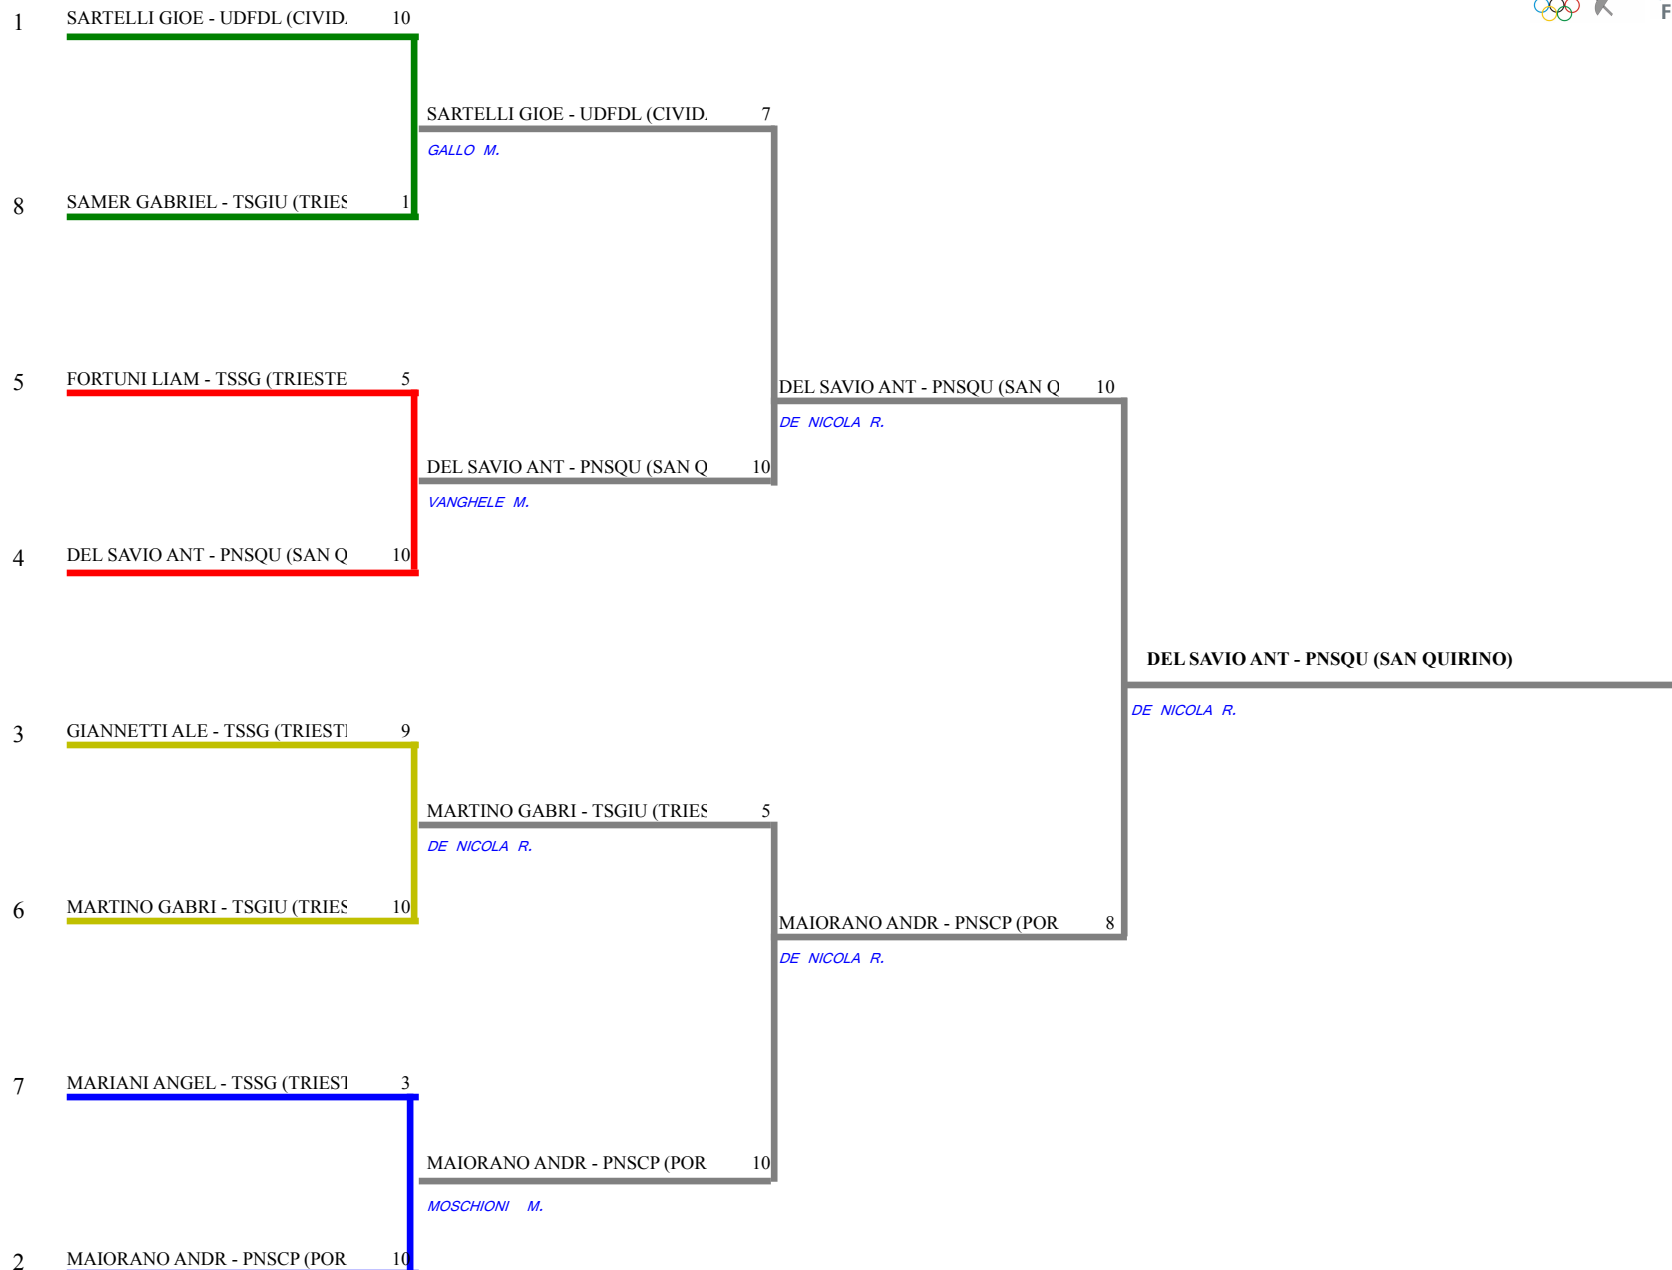 F
1 SARTELLI GIOE - UDFDL (CIVID. 10
SARTELLI GIOE - UDFDL (CIVID. 7
GALLO M.
8 SAMER GABRIEL - TSGIU (TRIES 1
5 FORTUNI LIAM - TSSG (TRIESTE 5
DEL SAVIO ANT - PNSQU (SAN Q 10
DE NICOLA R.
DEL SAVIO ANT - PNSQU (SAN Q 10
VANGHELE M.
4 DEL SAVIO ANT - PNSQU (SAN Q 10
DEL SAVIO ANT - PNSQU (SAN QUIRINO)
DE NICOLA R.
3 GIANNETTI ALE - TSSG (TRIESTI 9
MARTINO GABRI - TSGIU (TRIES 5
DE NICOLA R.
6 MARTINO GABRI - TSGIU (TRIES 10
MAIORANO ANDR - PNSCP (POR 8
DE NICOLA R.
7 MARIANI ANGEL - TSSG (TRIEST 3
MAIORANO ANDR - PNSCP (POR 10
MOSCHIONI M.
2 MAIORANO ANDR - PNSCP (POR 10